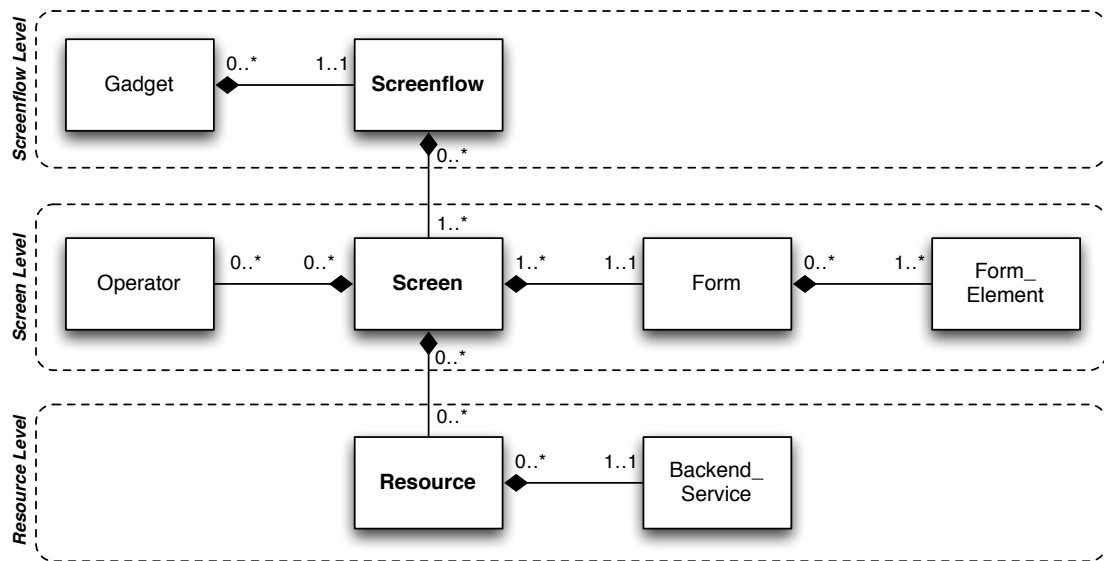 Screenflow Level
Gadget
0..*
1..1
Screenflow
0..*
Screen Level
1..*
Operator
0..*
0..*
Screen
1..*
1..1
Form
0..*
1..*
Form_
Element
0..*
Resource Level
0..*
Resource
0..*
1..1
Backend_
Service